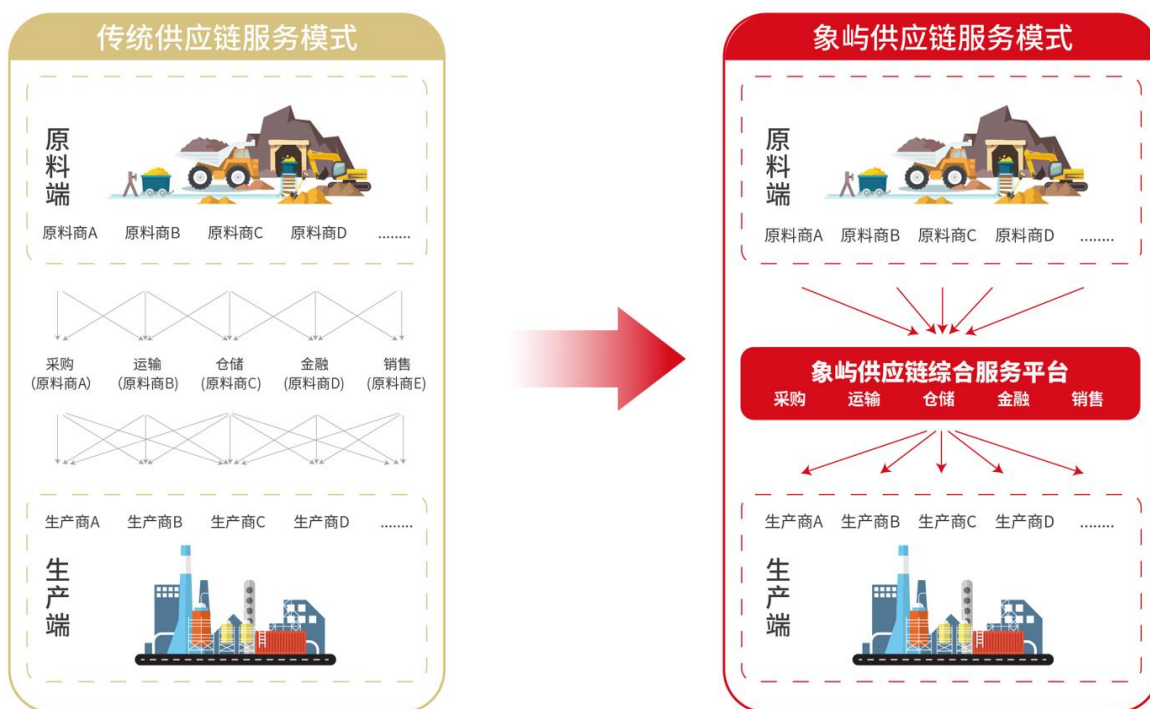 传统供应链服务模式
原料端
原料商A 原料商B 原料商C 原料商D ........
采购 运输 仓储 金融 销售
(原料商A) (原料商B) (原料商C) (原料商D) (原料商E)
生产商A 生产商B 生产商C 生产商D ........
生产端
象屿供应链服务模式
原料端
原料商A 原料商B 原料商C 原料商D ........
象屿供应链综合服务平台
采购 运输 仓储 金融 销售
生产商A 生产商B 生产商C 生产商D ........
生产端